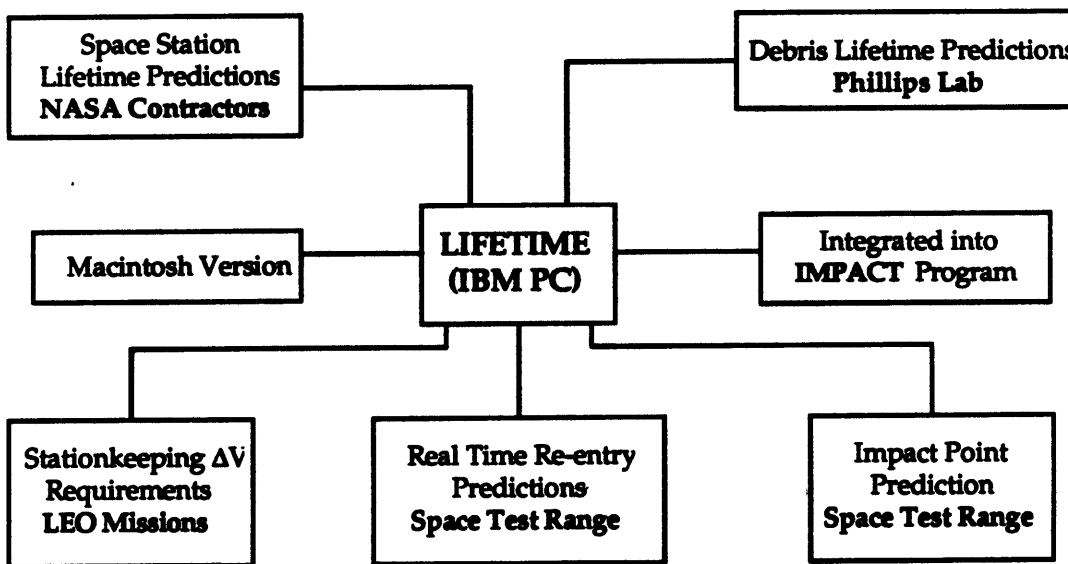 Space Station
Lifetime Predictions
NASA Contractors
Debris Lifetime Predictions
Phillips Lab
Macintosh Version
LIFETIME
(IBM PC)
Integrated into
IMPACT Program
Stationkeeping ΔV
Requirements
LEO Missions
Real Time Re-entry
Predictions
Space Test Range
Impact Point
Prediction
Space Test Range